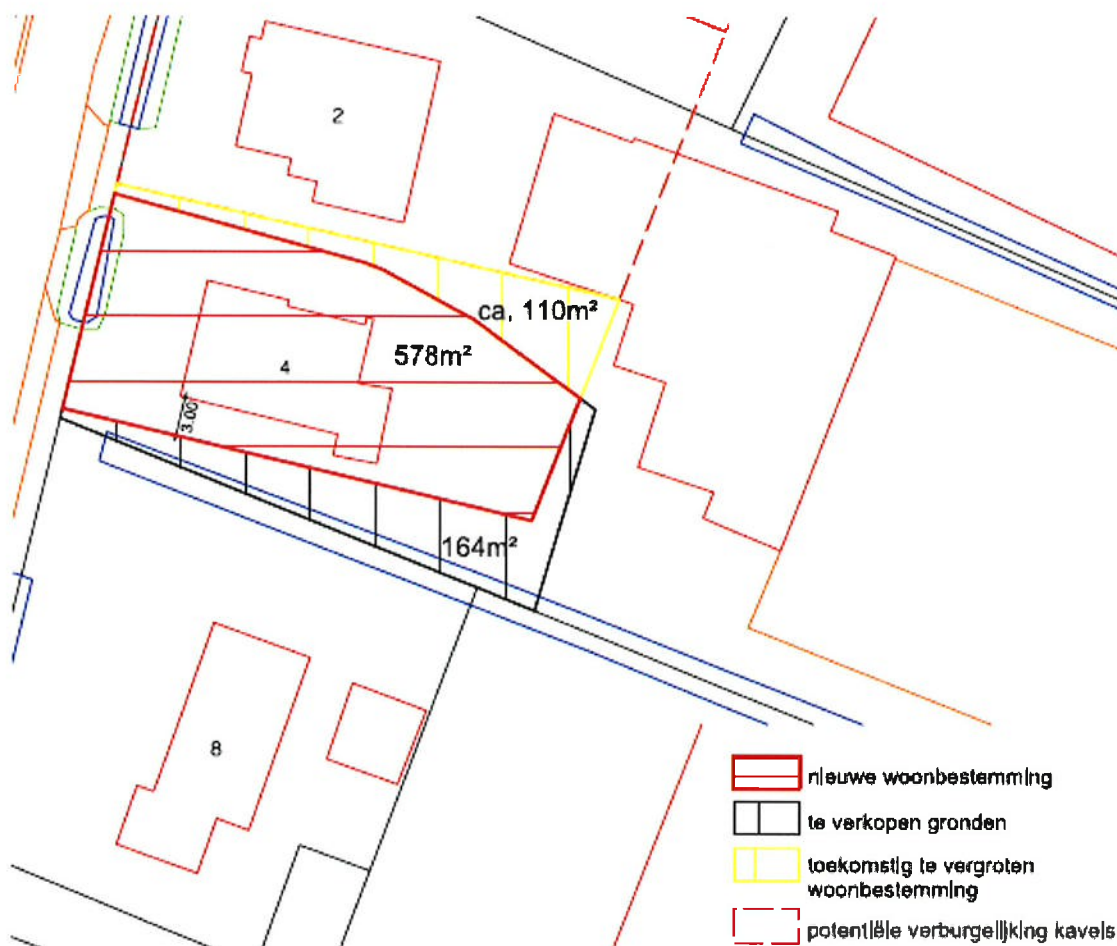 2
ca, 110m²
578m²
4
3.00
164m²
8
nieuwe woonbestemming
te verkopen gronden
toekomstig te vergroten
woonbestemming
potentiële verburgelijking kavels